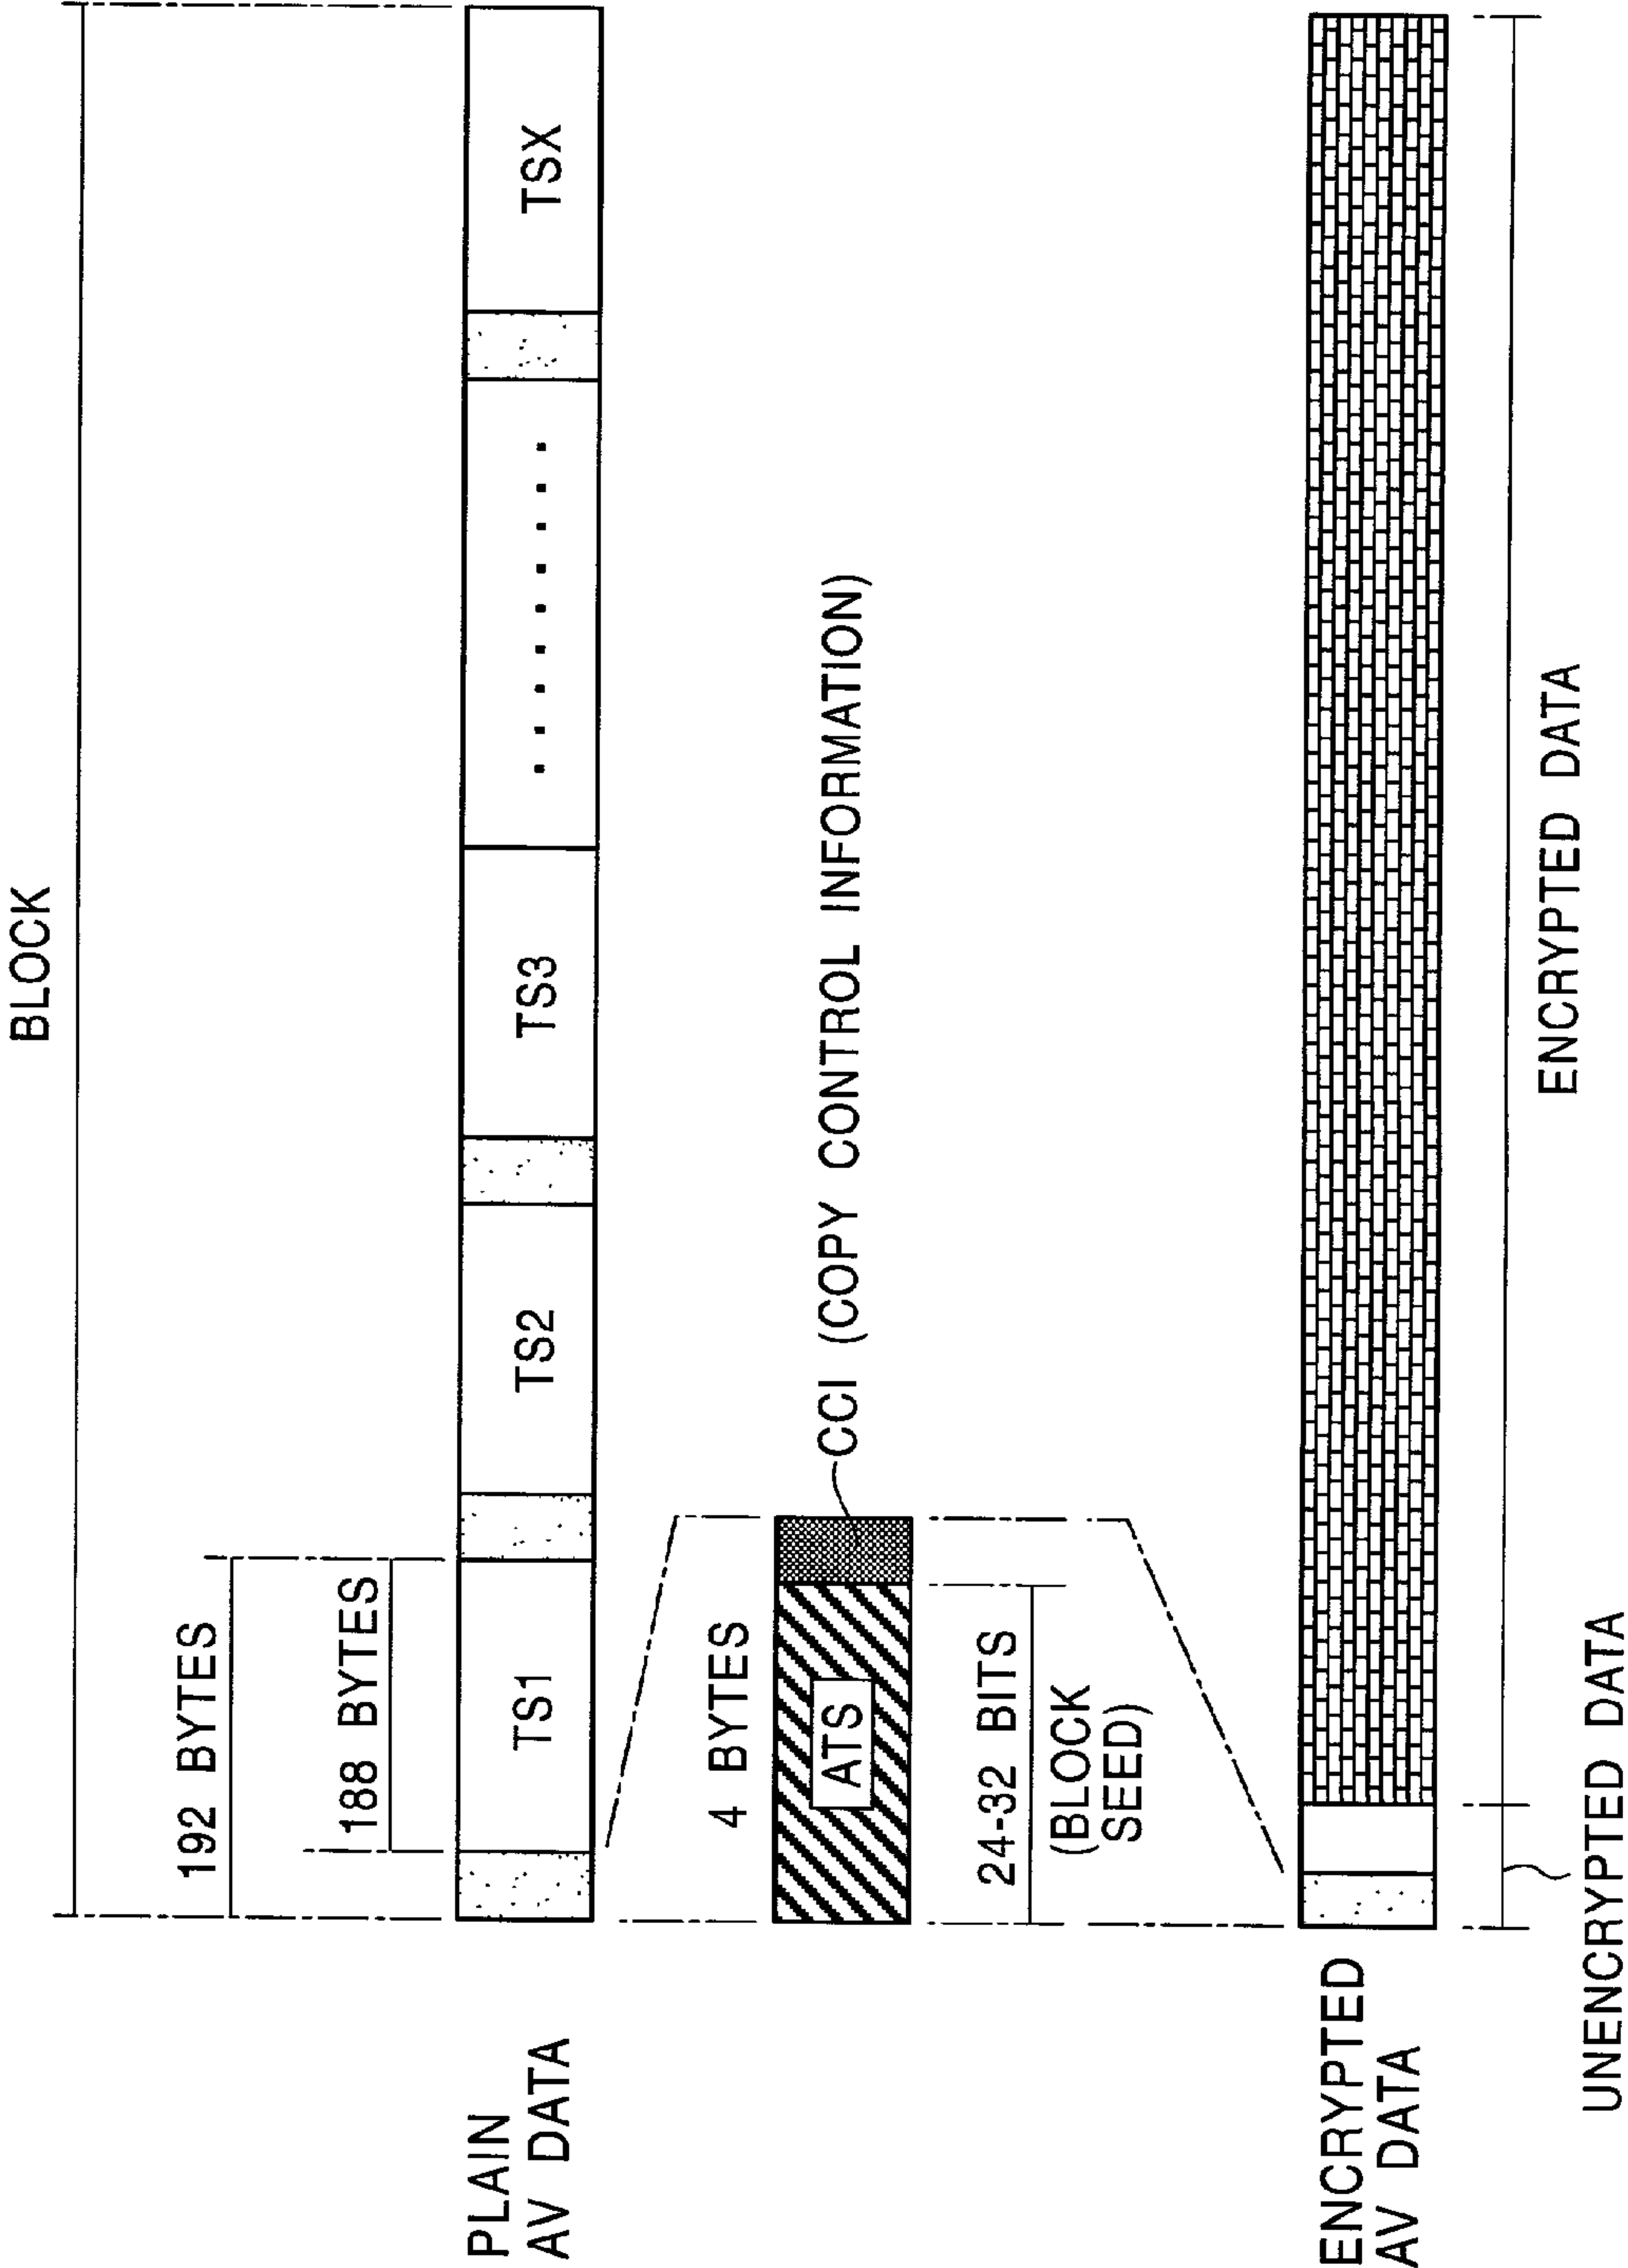 BLOCK
192 BYTES
188 BYTES
PLAIN
AV DATA
TS1
TS2
TS3
.........
TSX
4 BYTES
ATS
CCI (COPY CONTROL INFORMATION)
24-32 BITS
(BLOCK
SEED)
ENCRYPTED
AV DATA
UNENCRYPTED DATA
ENCRYPTED DATA